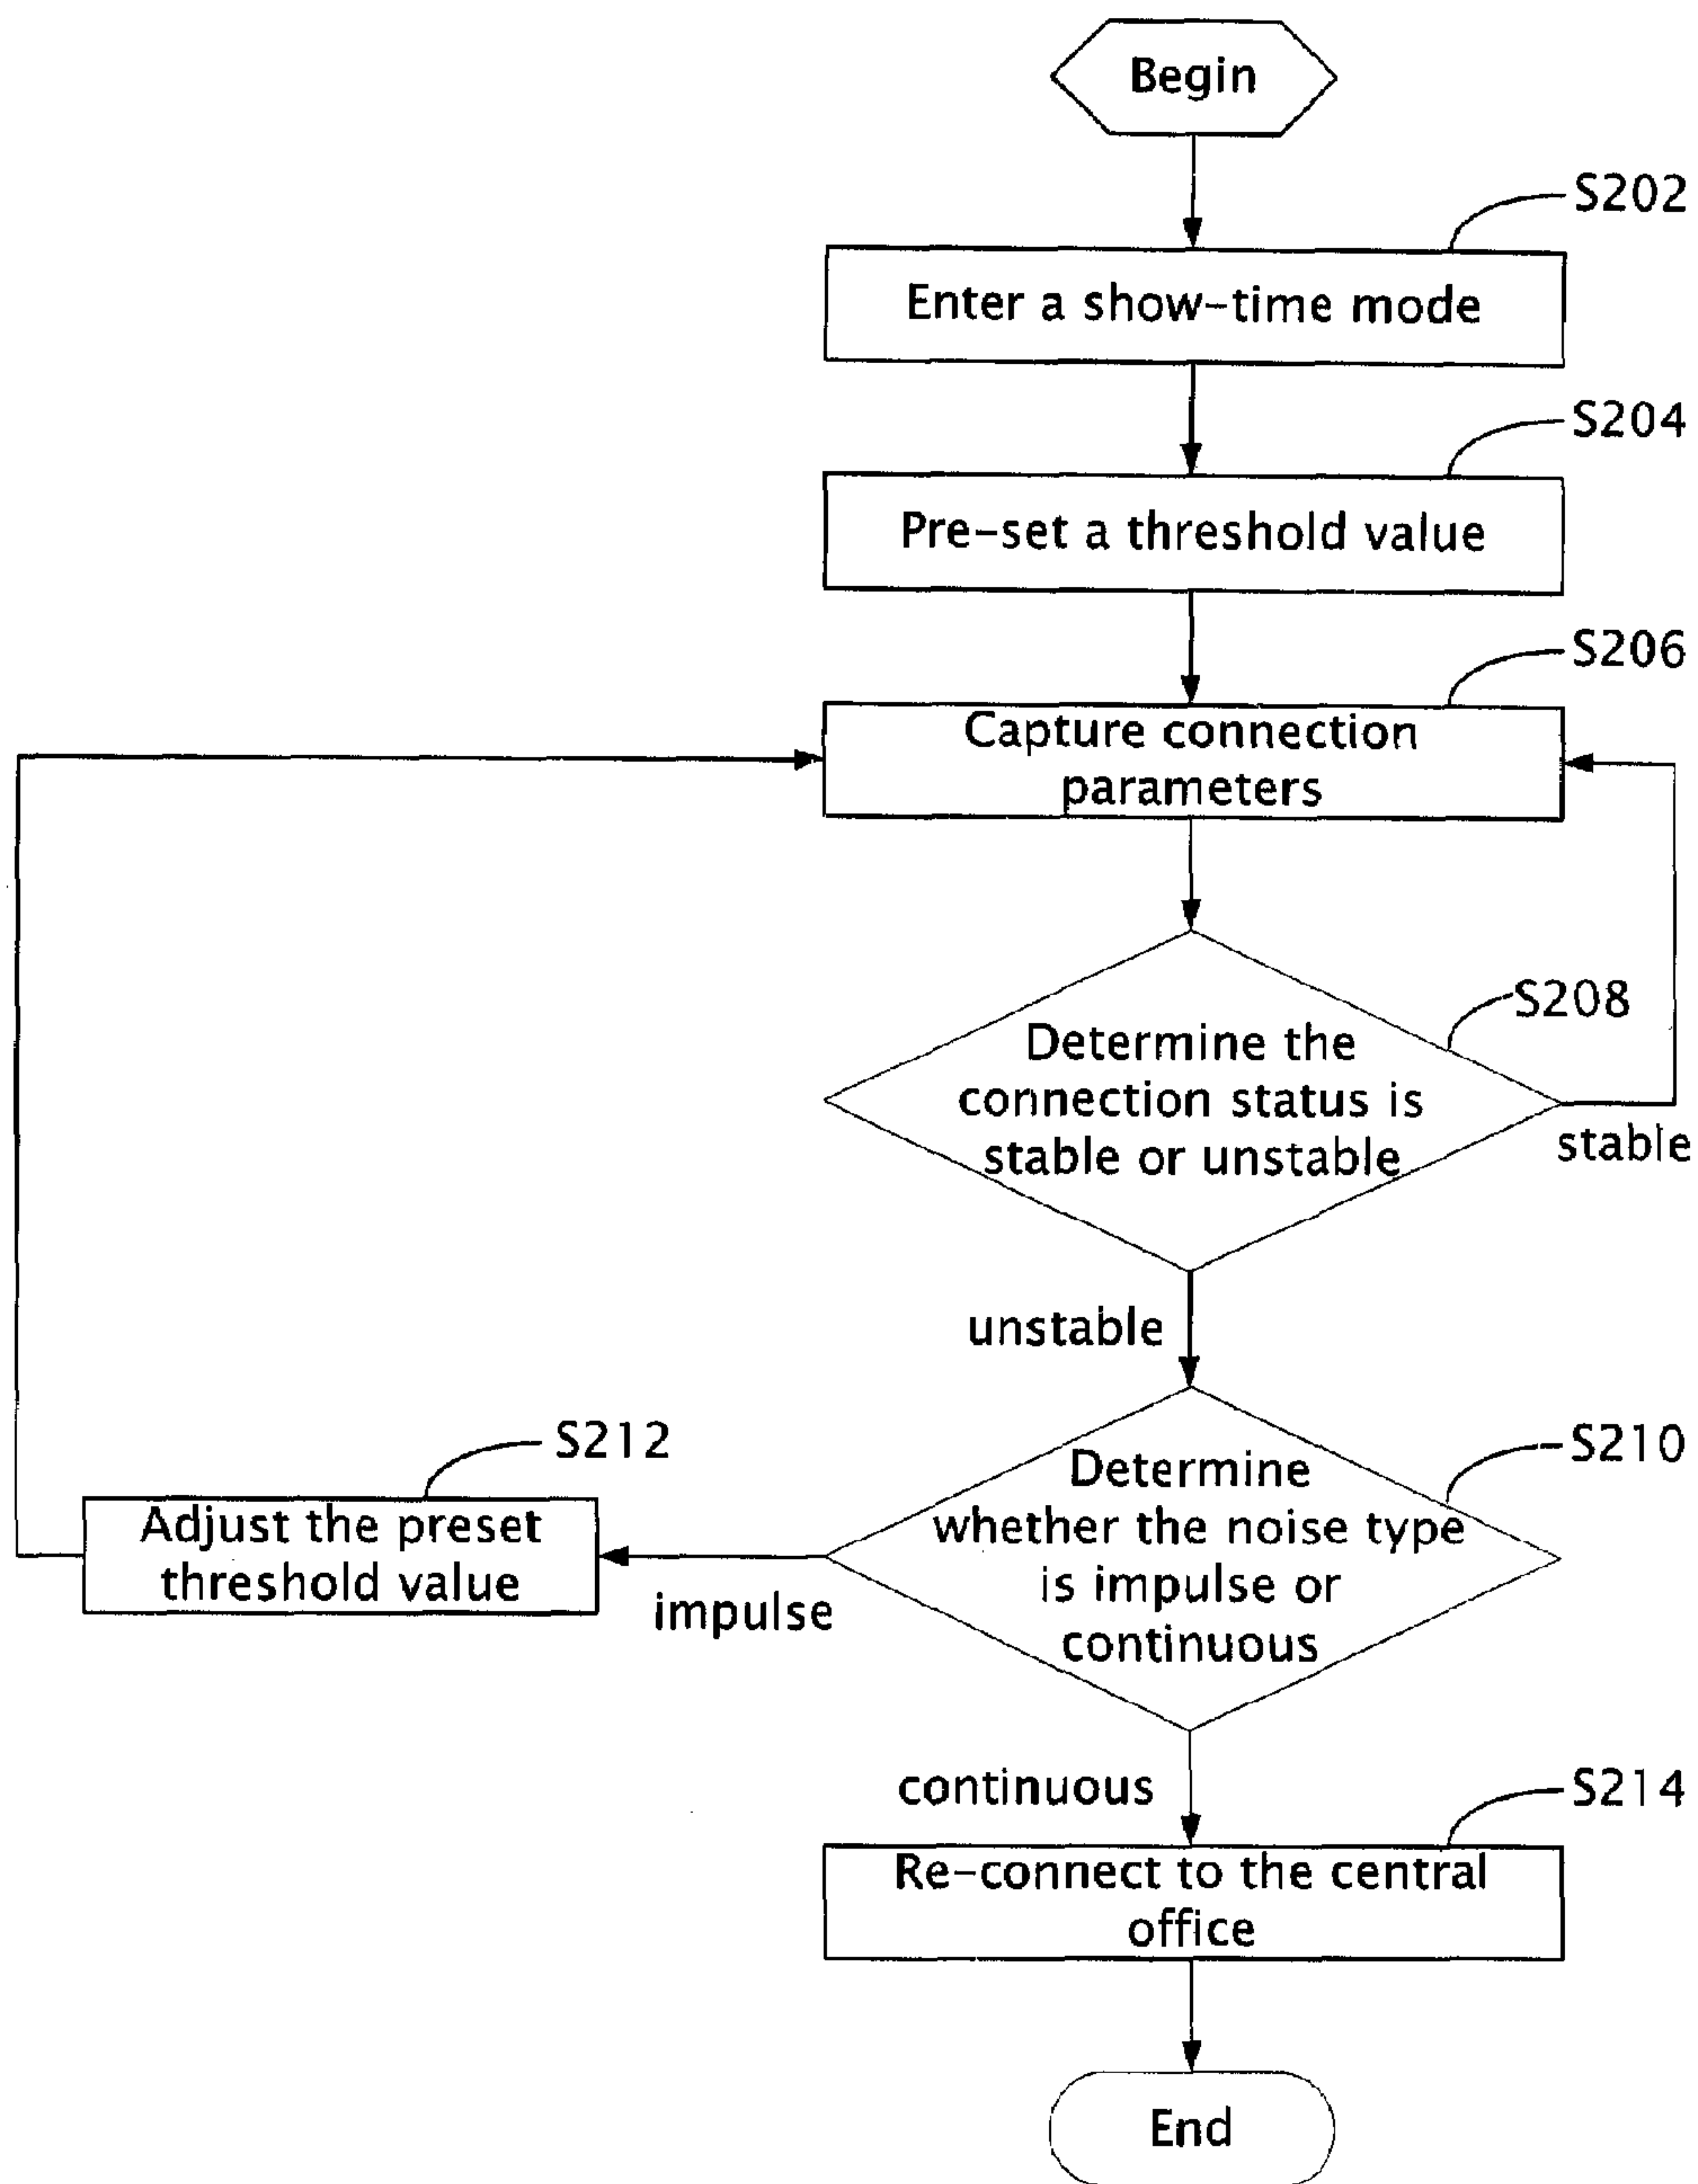 Begin
S202
Enter a show-time mode
S204
Pre-set a threshold value
S206
Capture connection
parameters
S208
Determine the
connection status is
stable or unstable
stable
unstable
S210
Determine
whether the noise type
is impulse or
continuous
S212
Adjust the preset
threshold value
impulse
continuous
S214
Re-connect to the central
office
End